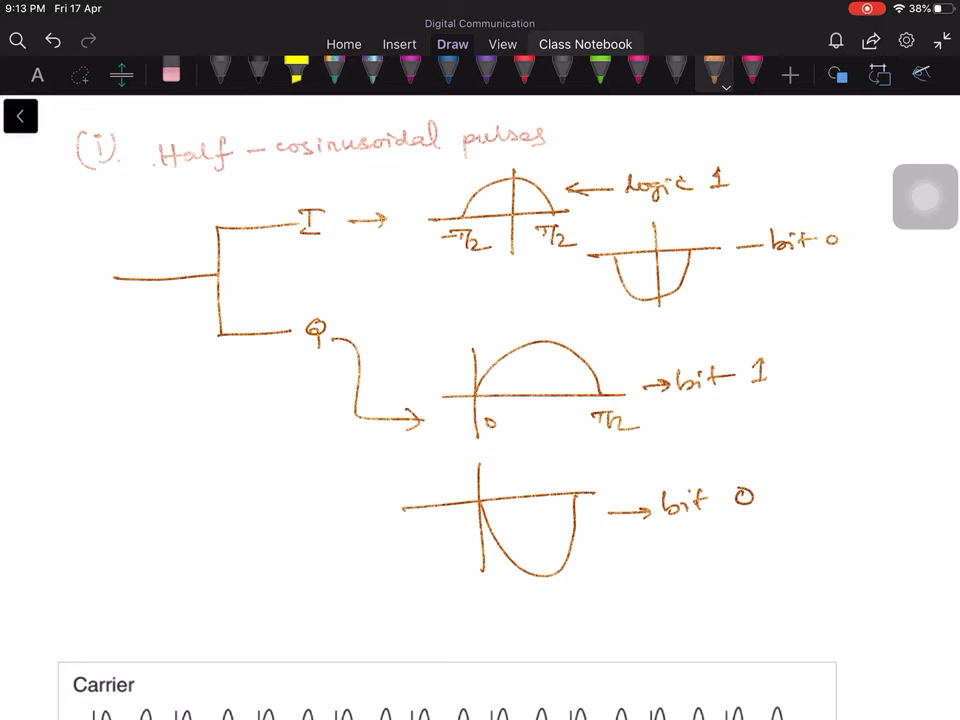 9:13 PM Fri 17 Apr
38%
Digital Communication
Home Insert Draw View Class Notebook
A
(i). Half - cosinusoidal pulses
I → ← logic 1
-π/2 π/2
— bit 0
Q
→ bit 1
0 π/2
→ bit 0
Carrier